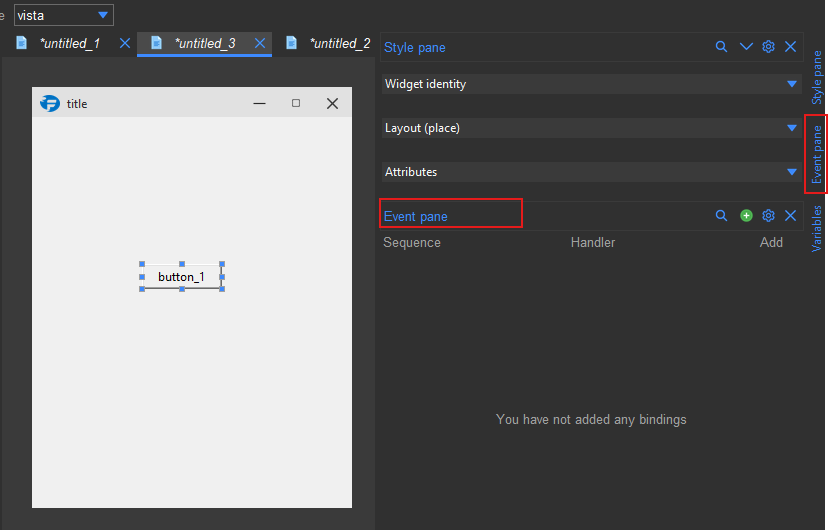 vista
*untitled_1
*untitled_3
*untitled_2
title
button_1
Style pane
Widget identity
Layout (place)
Attributes
Event pane
Sequence Handler Add
You have not added any bindings
Style pane
Event pane
Variables